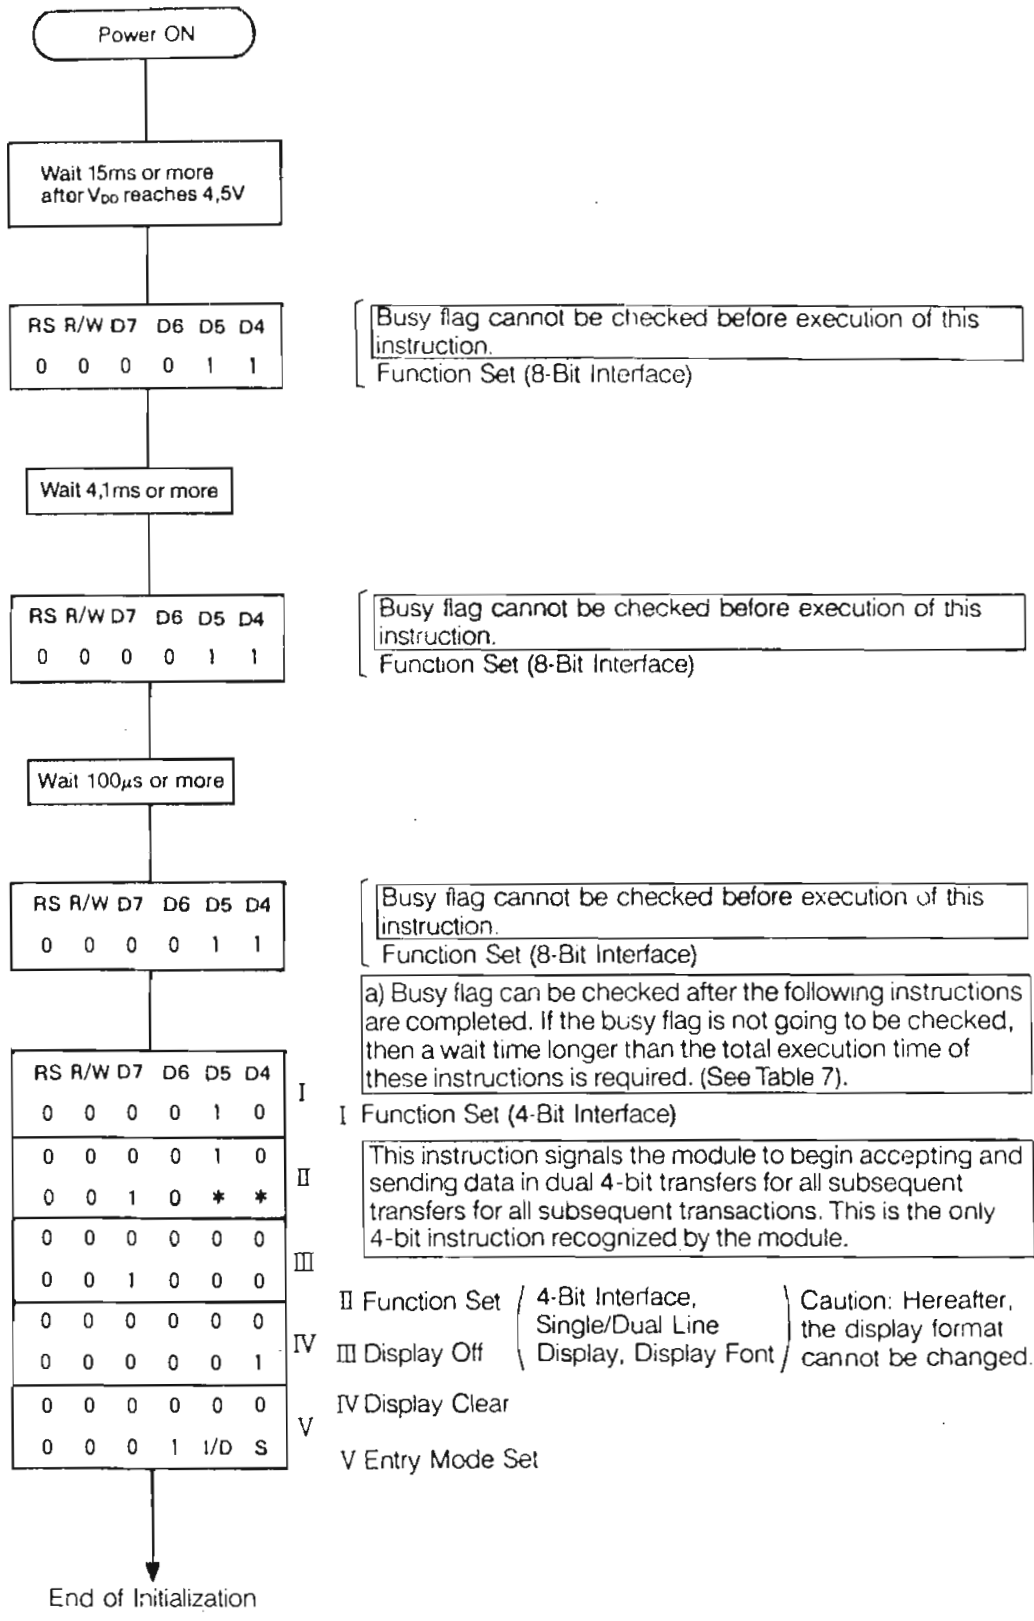 Power ON
Wait 15ms or more
after VDD reaches 4,5V
RS R/W D7 D6 D5 D4
0 0 0 0 1 1
Busy flag cannot be checked before execution of this
instruction.
Function Set (8-Bit Interface)
Wait 4,1ms or more
RS R/W D7 D6 D5 D4
0 0 0 0 1 1
Busy flag cannot be checked before execution of this
instruction.
Function Set (8-Bit Interface)
Wait 100µs or more
RS R/W D7 D6 D5 D4
0 0 0 0 1 1
Busy flag cannot be checked before execution of this
instruction.
Function Set (8-Bit Interface)
a) Busy flag can be checked after the following instructions
are completed. If the busy flag is not going to be checked,
then a wait time longer than the total execution time of
these instructions is required. (See Table 7).
RS R/W D7 D6 D5 D4
0 0 0 0 1 0
I
0 0 0 0 1 0
0 0 1 0 * *
II
0 0 0 0 0 0
0 0 1 0 0 0
III
0 0 0 0 0 0
0 0 0 0 0 1
IV
0 0 0 0 0 0
0 0 0 1 I/D S
V
I Function Set (4-Bit Interface)
This instruction signals the module to begin accepting and
sending data in dual 4-bit transfers for all subsequent
transfers for all subsequent transactions. This is the only
4-bit instruction recognized by the module.
II Function Set
III Display Off
4-Bit Interface,
Single/Dual Line
Display, Display Font
Caution: Hereafter,
the display format
cannot be changed.
IV Display Clear
V Entry Mode Set
End of Initialization